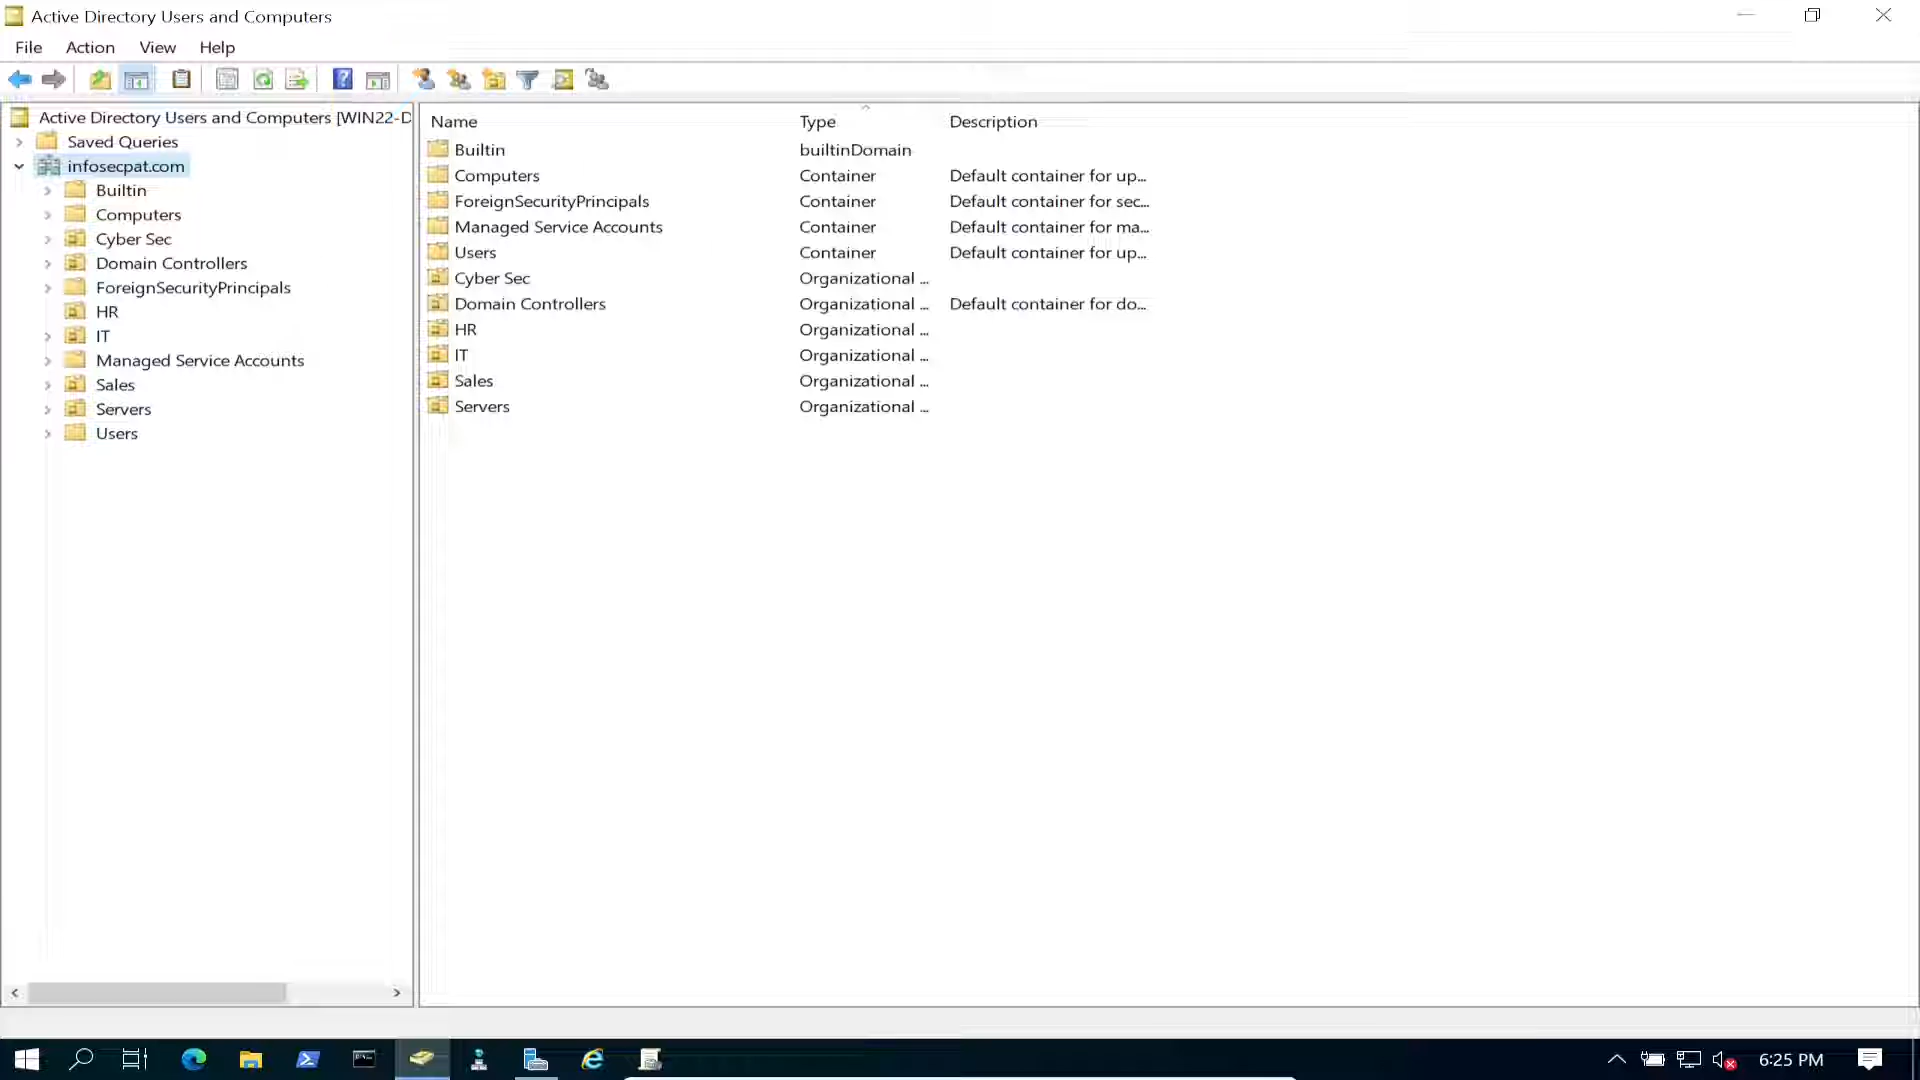 Active Directory Users and Computers
File Action View Help
Active Directory Users and Computers [WIN22-D
Saved Queries
infosecpat.com
Builtin
Computers
Cyber Sec
Domain Controllers
ForeignSecurityPrincipals
HR
IT
Managed Service Accounts
Sales
Servers
Users
Name Type Description
Builtin builtinDomain
Computers Container Default container for up...
ForeignSecurityPrincipals Container Default container for sec...
Managed Service Accounts Container Default container for ma...
Users Container Default container for up...
Cyber Sec Organizational ...
Domain Controllers Organizational ... Default container for do...
HR Organizational ...
IT Organizational ...
Sales Organizational ...
Servers Organizational ...
6:25 PM